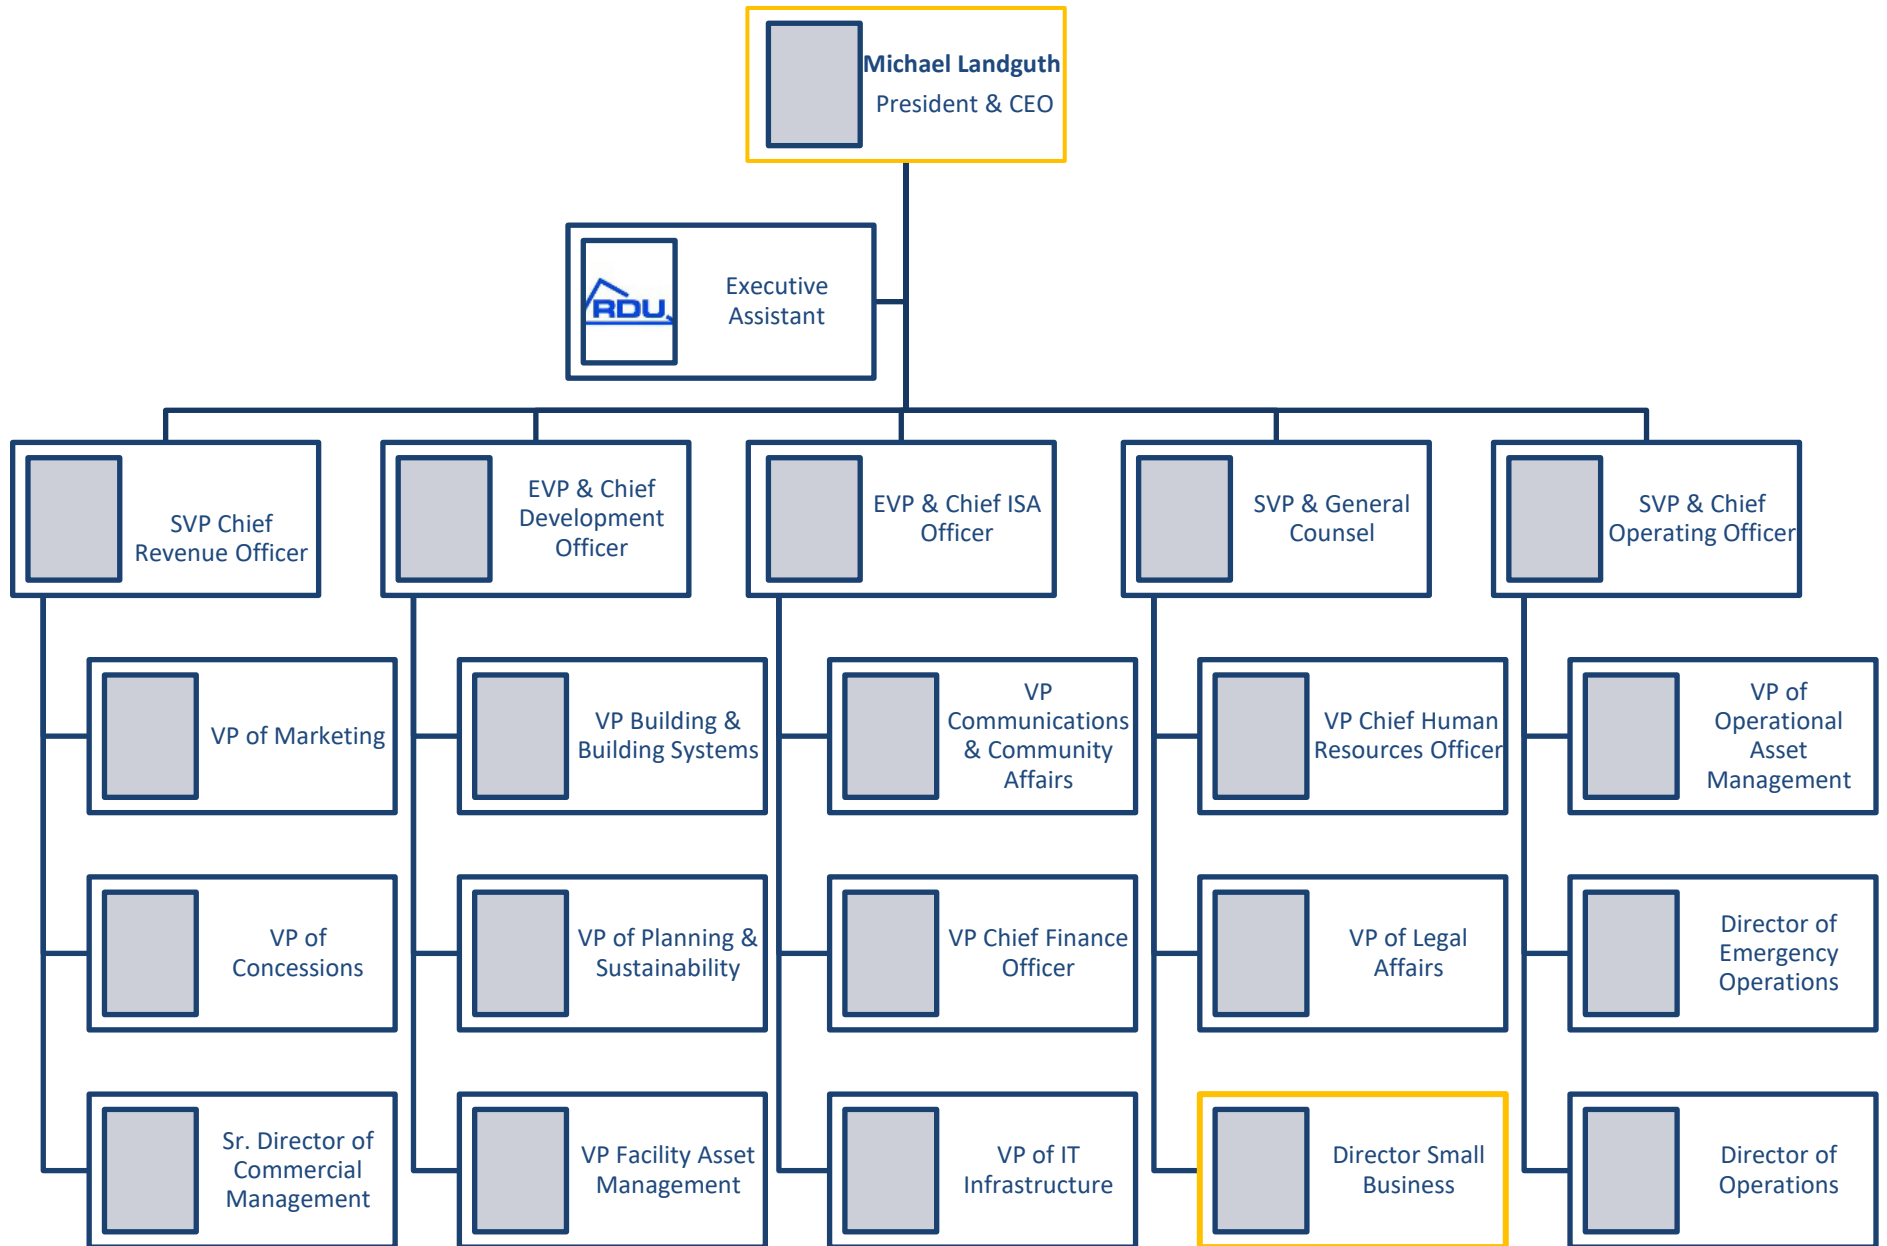 Michael Landguth
President & CEO
RDU
Executive
Assistant
SVP Chief
Revenue Officer
EVP & Chief
Development
Officer
EVP & Chief ISA
Officer
SVP & General
Counsel
SVP & Chief
Operating Officer
VP of Marketing
VP Building &
Building Systems
VP
Communications
& Community
Affairs
VP Chief Human
Resources Officer
VP of
Operational
Asset
Management
VP of
Concessions
VP of Planning &
Sustainability
VP Chief Finance
Officer
VP of Legal
Affairs
Director of
Emergency
Operations
Sr. Director of
Commercial
Management
VP Facility Asset
Management
VP of IT
Infrastructure
Director Small
Business
Director of
Operations